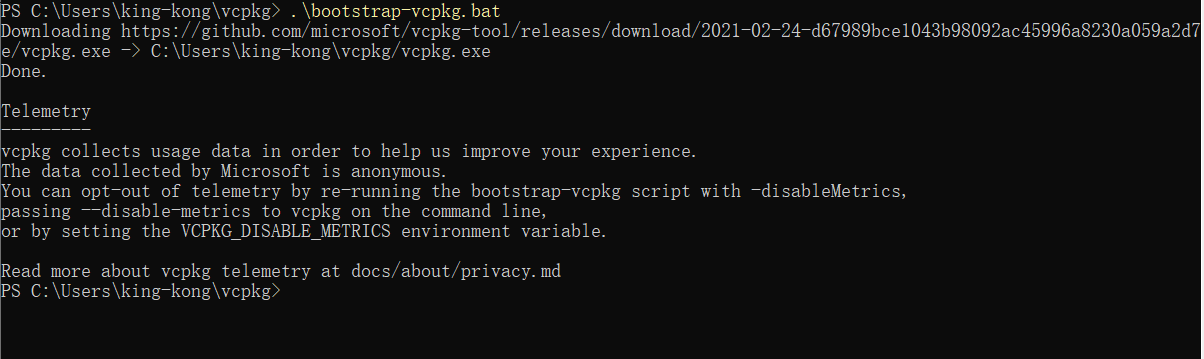 PS C:\Users\king-kong\vcpkg> .\bootstrap-vcpkg.bat
Downloading https://github.com/microsoft/vcpkg-tool/releases/download/2021-02-24-d67989bce1043b98092ac45996a8230a059a2d7
e/vcpkg.exe -> C:\Users\king-kong\vcpkg/vcpkg.exe
Done.
Telemetry
---------
vcpkg collects usage data in order to help us improve your experience.
The data collected by Microsoft is anonymous.
You can opt-out of telemetry by re-running the bootstrap-vcpkg script with -disableMetrics,
passing --disable-metrics to vcpkg on the command line,
or by setting the VCPKG_DISABLE_METRICS environment variable.
Read more about vcpkg telemetry at docs/about/privacy.md
PS C:\Users\king-kong\vcpkg>